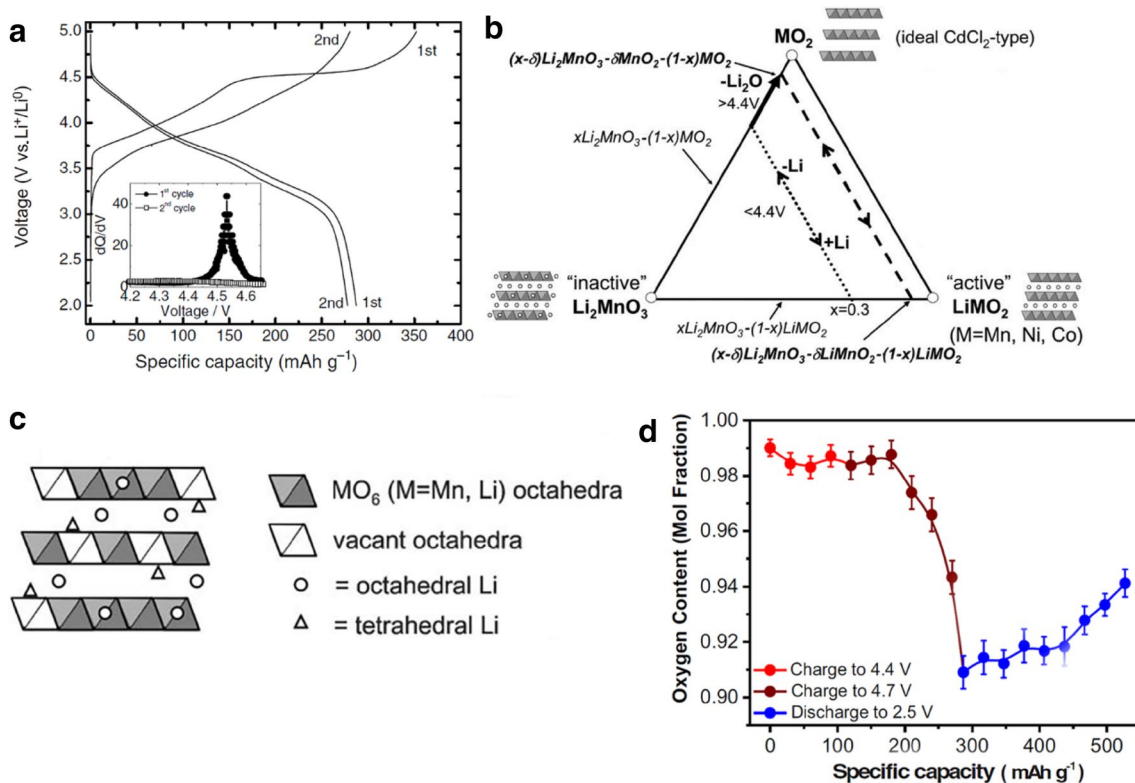 a
5.0
4.5
4.0
3.5
3.0
2.5
2.0
Voltage (V vs.Li⁺/Li⁰)
2nd
1st
1st cycle
2nd cycle
40
20
0
dQ/dV
4.2 4.3 4.4 4.5 4.6
Voltage / V
2nd 1st
0 50 100 150 200 250 300 350 400
Specific capacity (mAh g⁻¹)
b
MO₂
(ideal CdCl₂-type)
(x-δ)Li₂MnO₃-δMnO₂-(1-x)MO₂
-Li₂O
>4.4V
xLi₂MnO₃-(1-x)MO₂
-Li
<4.4V
+Li
"inactive"
Li₂MnO₃
"active"
LiMO₂
(M=Mn, Ni, Co)
x=0.3
xLi₂MnO₃-(1-x)LiMO₂
(x-δ)Li₂MnO₃-δLiMnO₂-(1-x)LiMO₂
c
MO₆ (M=Mn, Li) octahedra
vacant octahedra
= octahedral Li
= tetrahedral Li
d
1.00
0.98
0.96
0.94
0.92
0.90
Oxygen Content (Mol Fraction)
Charge to 4.4 V
Charge to 4.7 V
Discharge to 2.5 V
0 100 200 300 400 500
Specific capacity ( mAh g⁻¹)